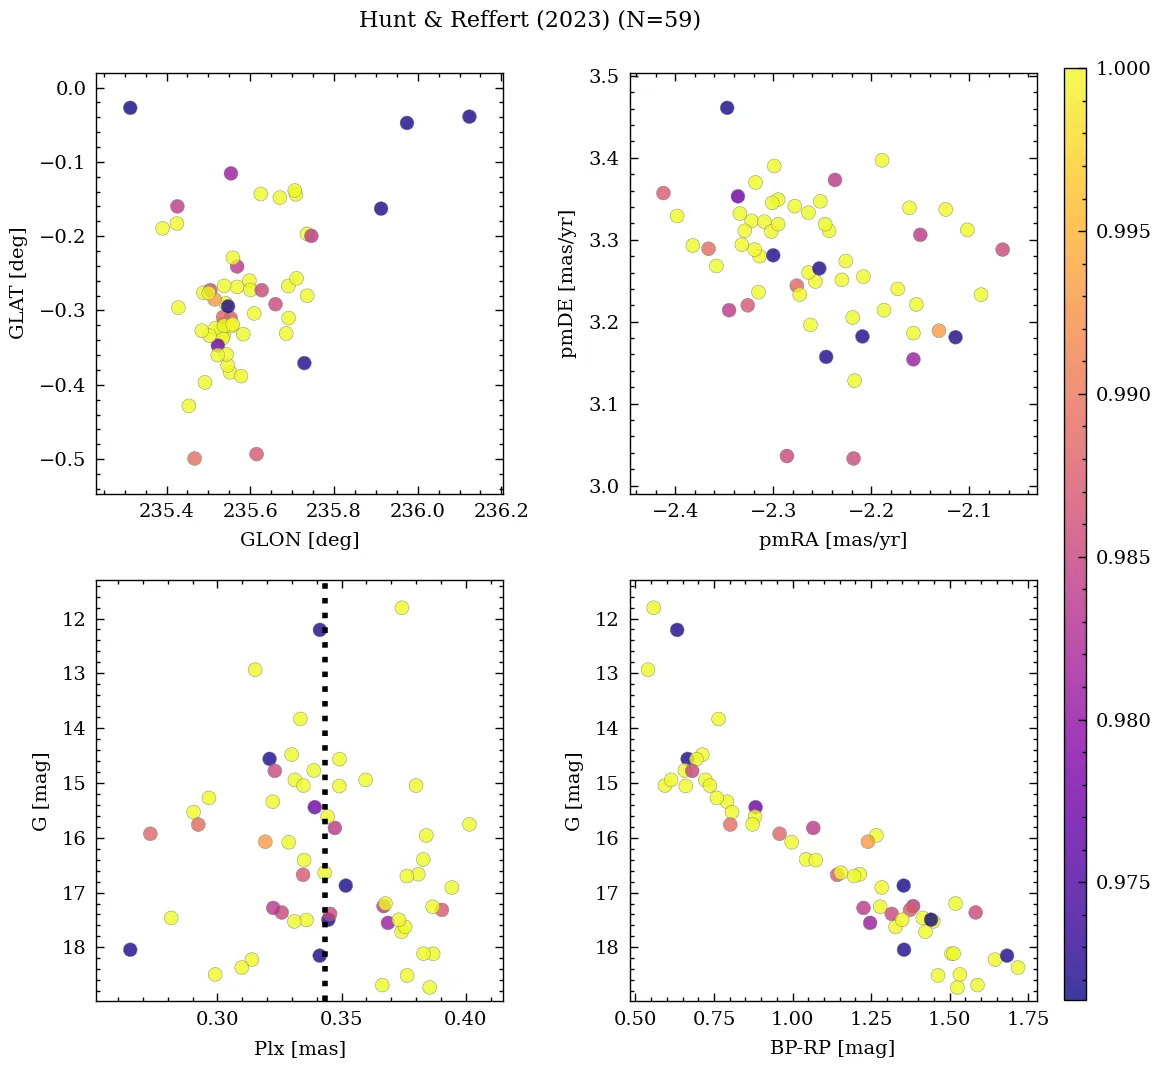 Hunt & Reffert (2023) (N=59)
0.0
−0.1
−0.2
−0.3
−0.4
−0.5
GLAT [deg]
235.4 235.6 235.8 236.0 236.2
GLON [deg]
3.5
3.4
3.3
3.2
3.1
3.0
pmDE [mas/yr]
−2.4 −2.3 −2.2 −2.1
pmRA [mas/yr]
12
13
14
15
16
17
18
G [mag]
0.30 0.35 0.40
Plx [mas]
12
13
14
15
16
17
18
G [mag]
0.50 0.75 1.00 1.25 1.50 1.75
BP-RP [mag]
1.000
0.995
0.990
0.985
0.980
0.975